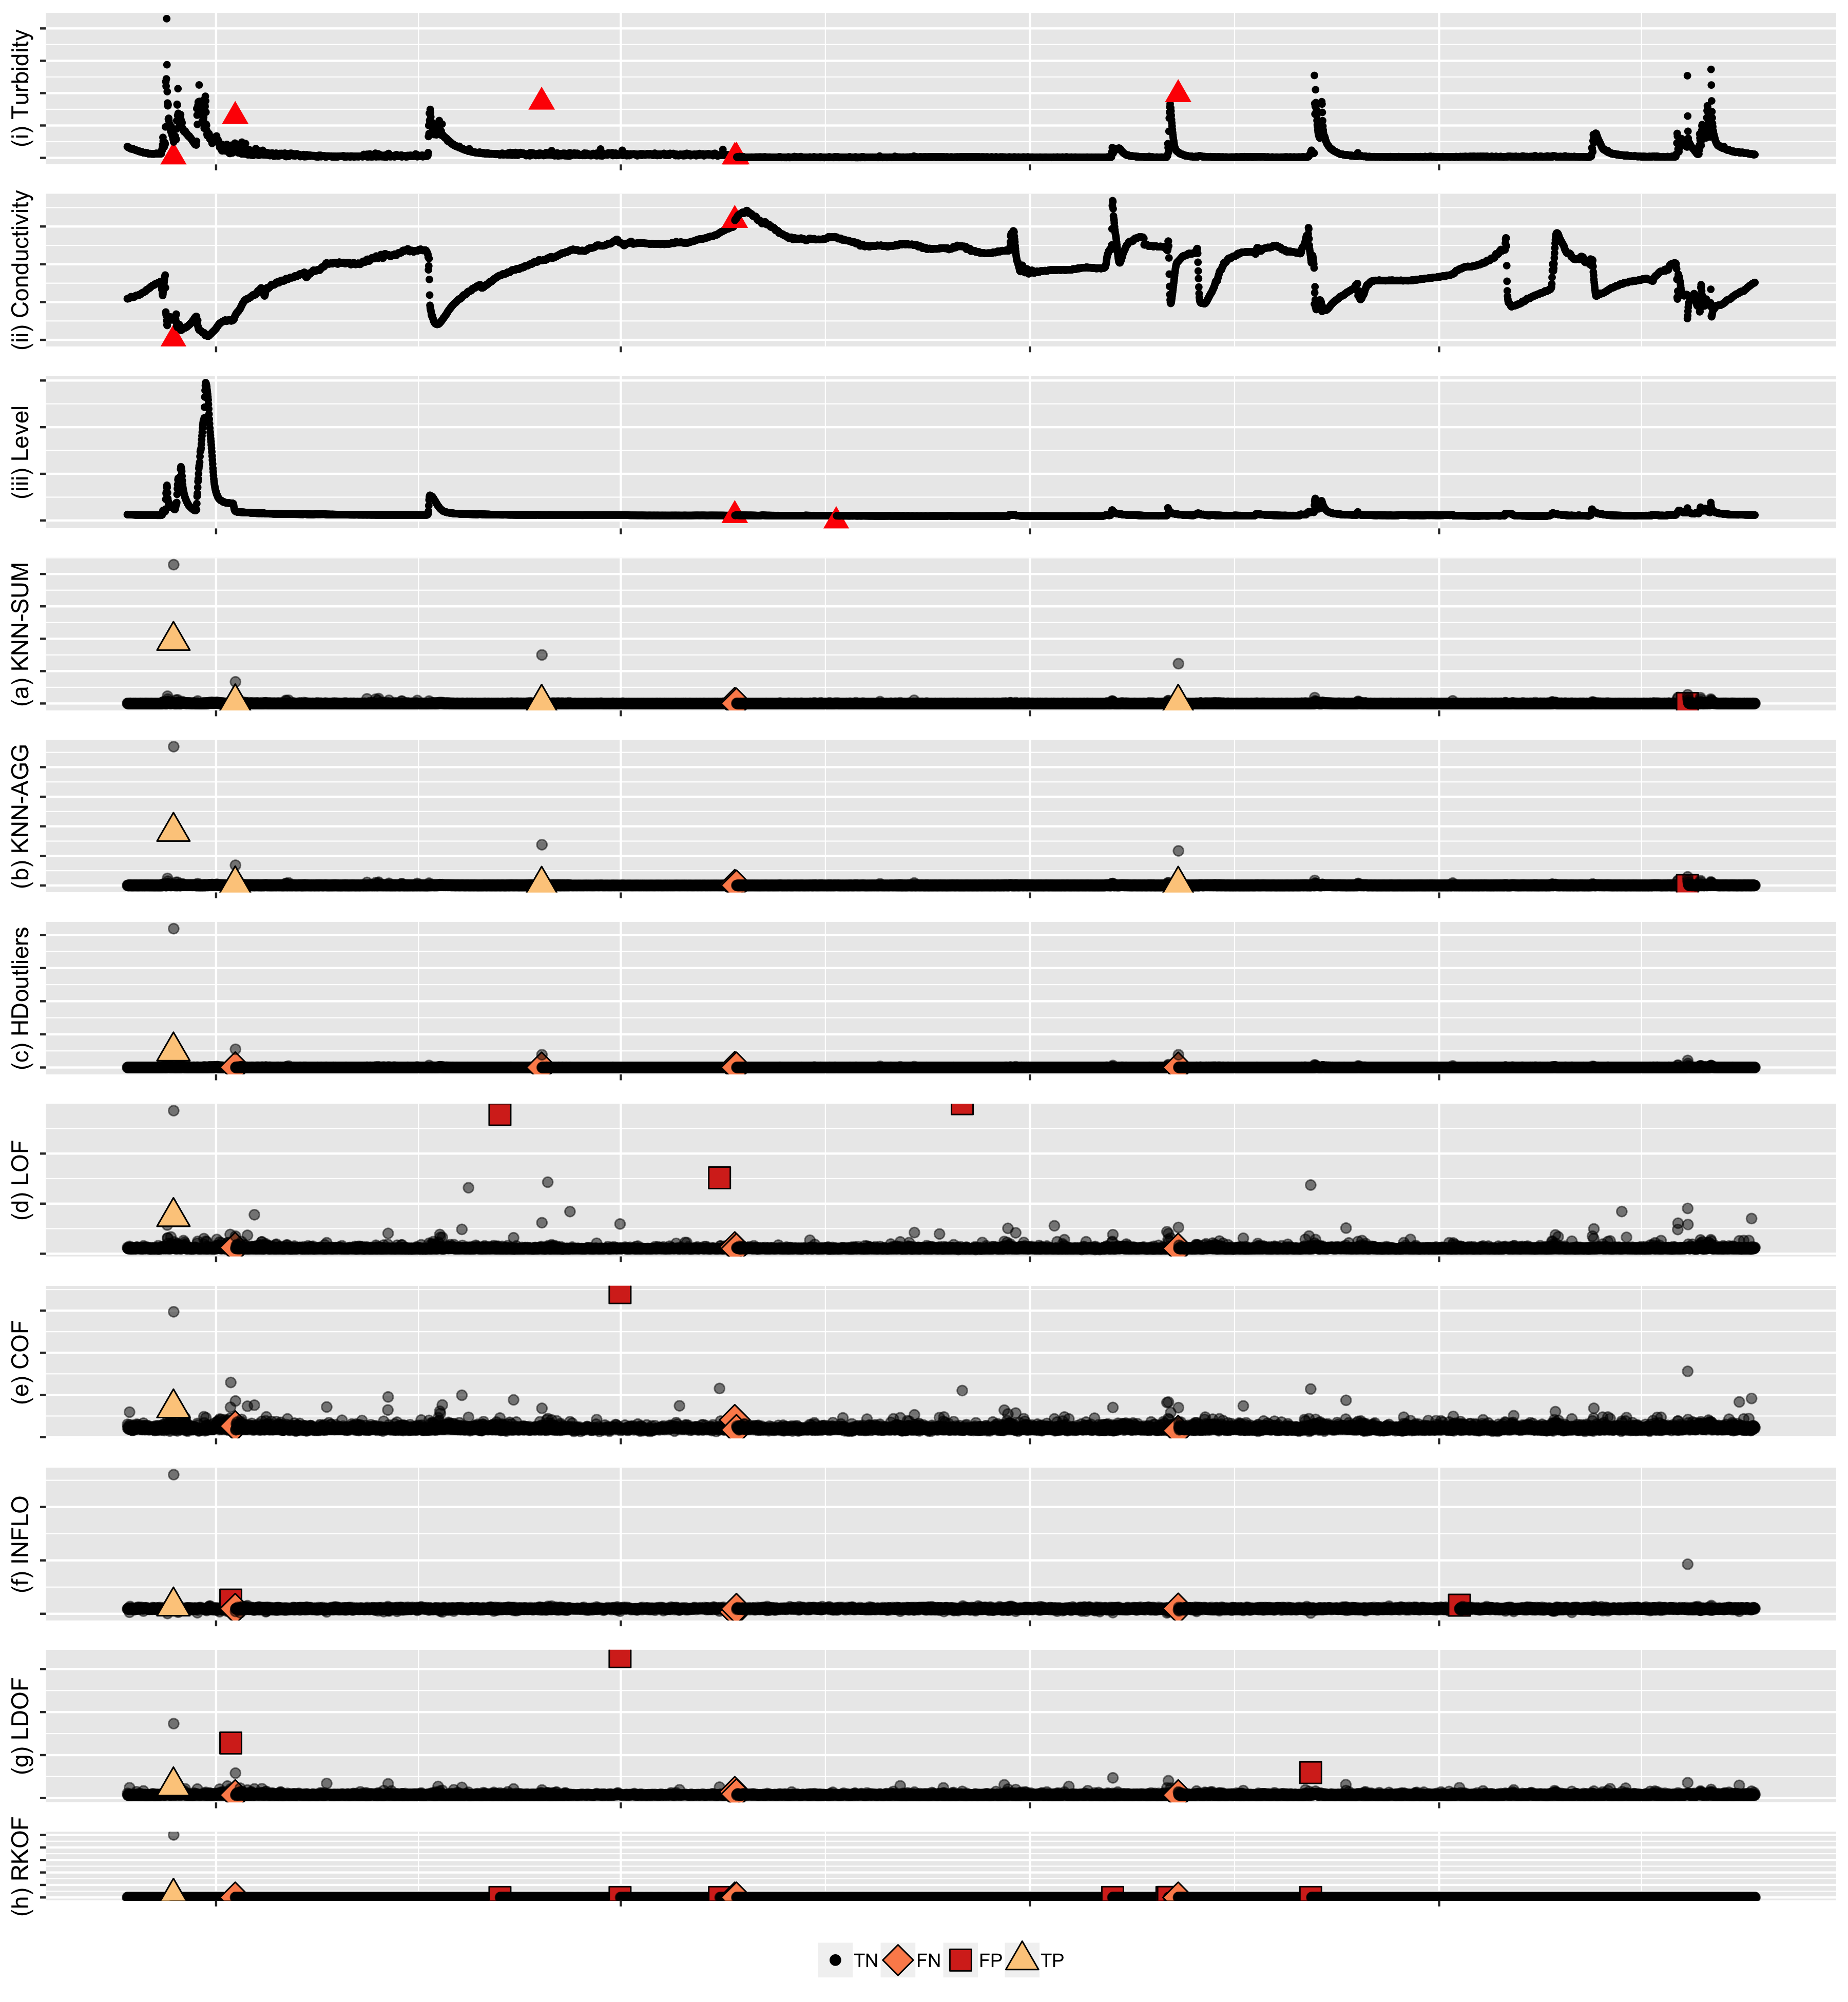 (i) Turbidity
(ii) Conductivity
(iii) Level
(a) KNN-SUM
(b) KNN-AGG
(c) HDoutliers
(d) LOF
(e) COF
(f) INFLO
(g) LDOF
(h) RKOF
TN FN FP TP